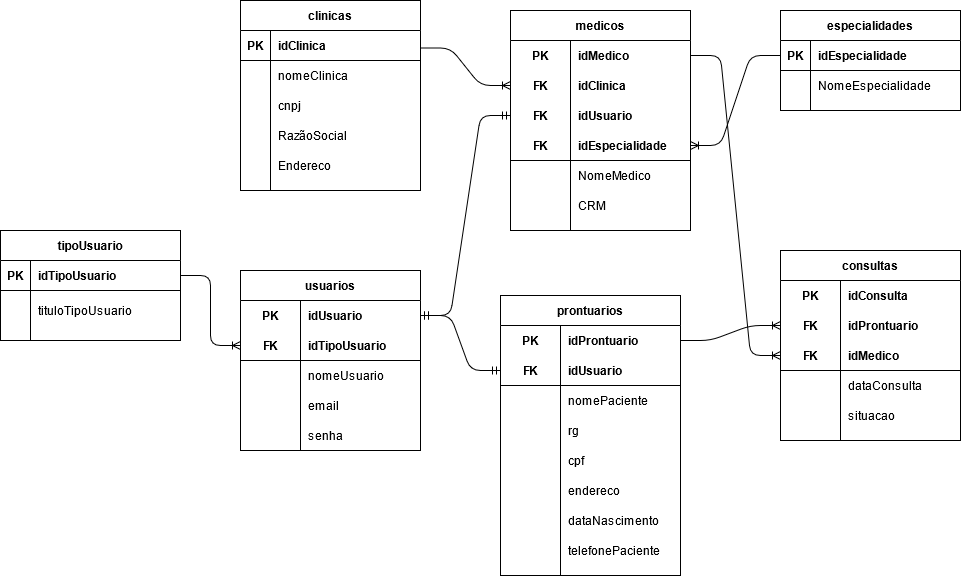 clinicas
PK idClinica
nomeClinica
cnpj
RazãoSocial
Endereco
medicos
PK idMedico
FK idClinica
FK idUsuario
FK idEspecialidade
NomeMedico
CRM
especialidades
PK idEspecialidade
NomeEspecialidade
tipoUsuario
PK idTipoUsuario
tituloTipoUsuario
usuarios
PK idUsuario
FK idTipoUsuario
nomeUsuario
email
senha
prontuarios
PK idProntuario
FK idUsuario
nomePaciente
rg
cpf
endereco
dataNascimento
telefonePaciente
consultas
PK idConsulta
FK idProntuario
FK idMedico
dataConsulta
situacao